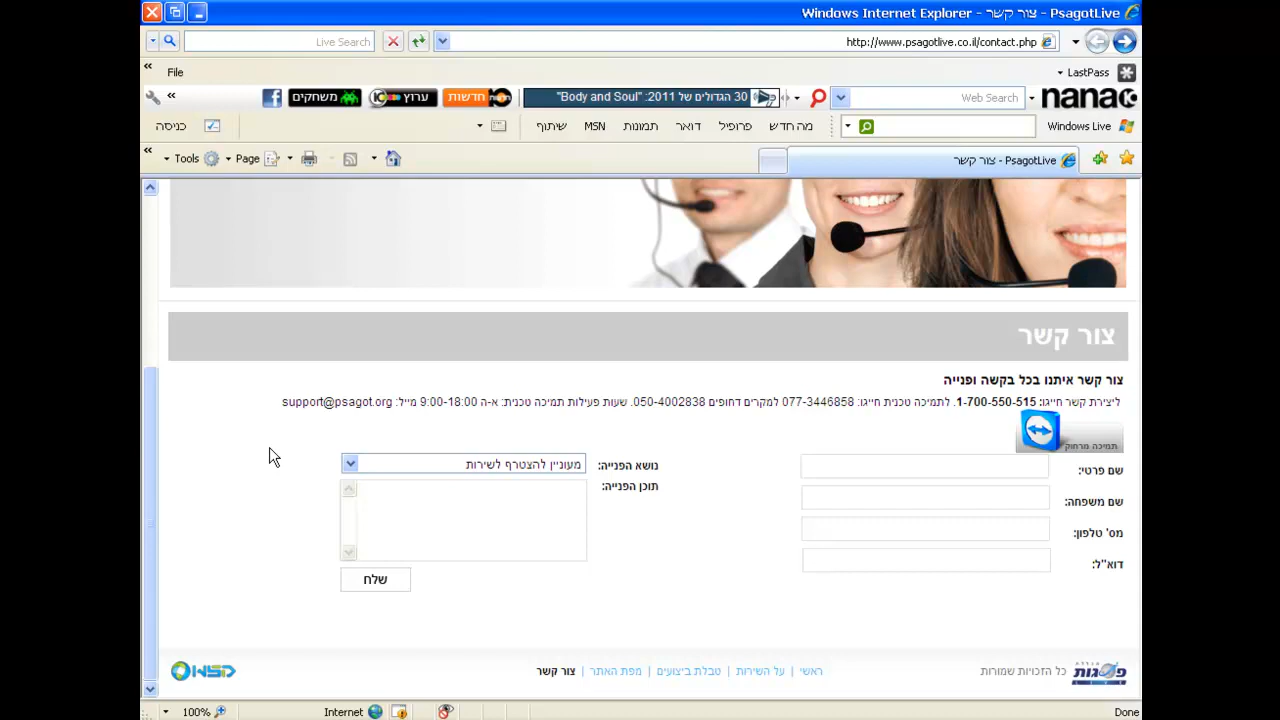 צור קשר - PsagotLive - Windows Internet Explorer
http://www.psagotlive.co.il/contact.php
Live Search
File
LastPass
nana10
Web Search
30 הגדולים של 2011: "Body and Soul"
חדשות
ערוץ
משחקים
Windows Live
מה חדש
פרופיל
דואר
תמונות
MSN
שיתוף
כניסה
צור קשר - PsagotLive
Page
Tools
צור קשר
צור קשר איתנו בכל בקשה ופנייה
ליצירת קשר חייגו: 1-700-550-515. לתמיכה טכנית חייגו: 077-3446858 למקרים דחופים 050-4002838. שעות פעילות תמיכה טכנית: א-ה 9:00-18:00 מייל: support@psagot.org
תמיכה מרחוק
שם פרטי:
שם משפחה:
מס' טלפון:
דוא"ל:
נושא הפנייה:
מעוניין להצטרף לשירות
תוכן הפנייה:
שלח
פסגות
כל הזכויות שמורות
ראשי | על השירות | טבלת ביצועים | מפת האתר | צור קשר
Done
Internet
100%